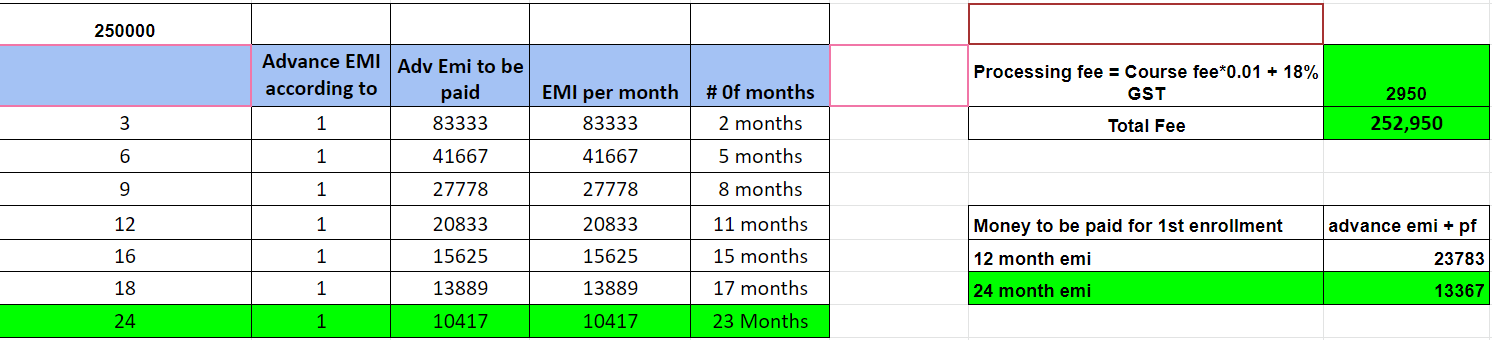 250000
Advance EMI according to Adv Emi to be paid EMI per month # 0f months
3 1 83333 83333 2 months
6 1 41667 41667 5 months
9 1 27778 27778 8 months
12 1 20833 20833 11 months
16 1 15625 15625 15 months
18 1 13889 13889 17 months
24 1 10417 10417 23 Months
Processing fee = Course fee*0.01 + 18% GST 2950
Total Fee 252,950
Money to be paid for 1st enrollment advance emi + pf
12 month emi 23783
24 month emi 13367